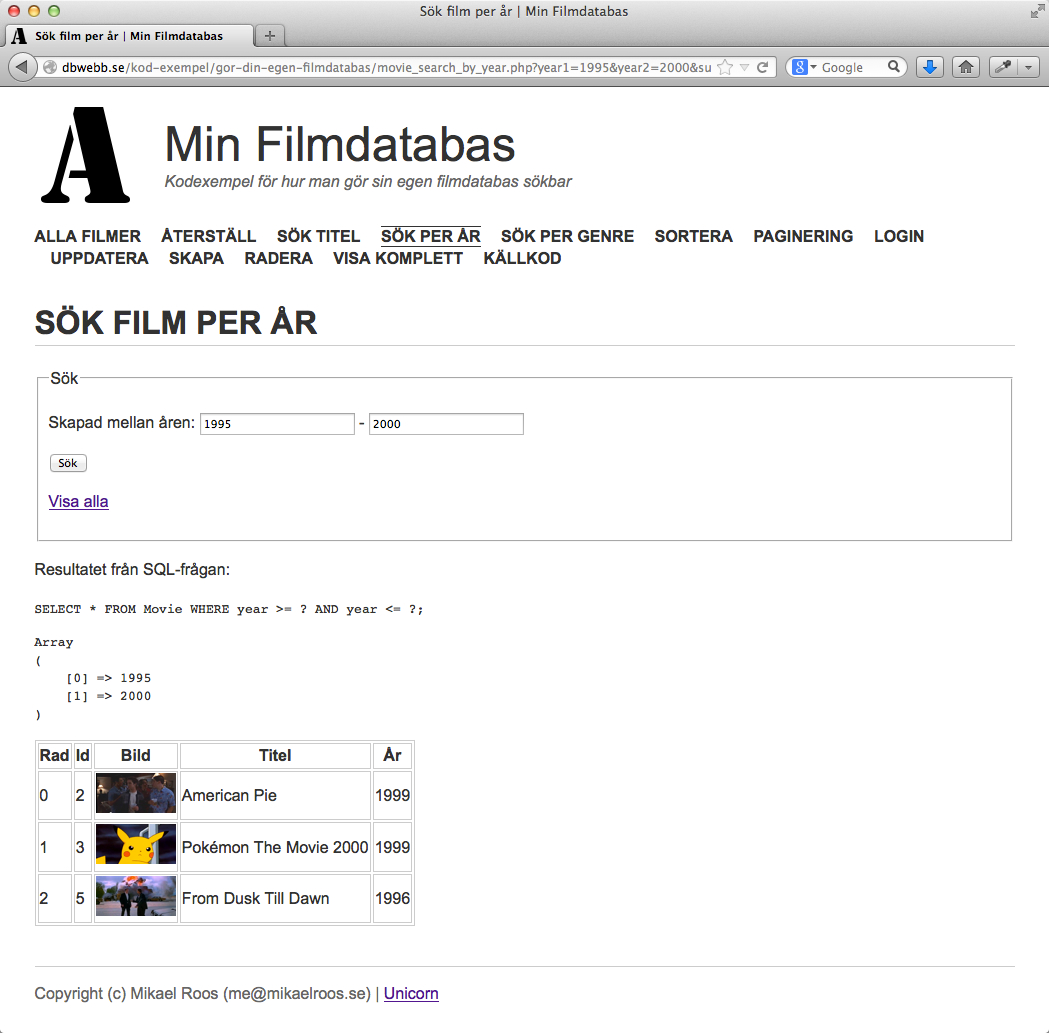 Sök film per år | Min Filmdatabas
Sök film per år | Min Filmdatabas
dbwebb.se/kod-exempel/gor-din-egen-filmdatabas/movie_search_by_year.php?year1=1995&year2=2000&su
Google
A
Min Filmdatabas
Kodexempel för hur man gör sin egen filmdatabas sökbar
ALLA FILMER ÅTERSTÄLL SÖK TITEL SÖK PER ÅR SÖK PER GENRE SORTERA PAGINERING LOGIN
UPPDATERA SKAPA RADERA VISA KOMPLETT KÄLLKOD
SÖK FILM PER ÅR
Sök
Skapad mellan åren: 1995 - 2000
Sök
Visa alla
Resultatet från SQL-frågan:
SELECT * FROM Movie WHERE year >= ? AND year <= ?;
Array
(
[0] => 1995
[1] => 2000
)
Rad Id Bild Titel År
0 2 American Pie 1999
1 3 Pokémon The Movie 2000 1999
2 5 From Dusk Till Dawn 1996
Copyright (c) Mikael Roos (me@mikaelroos.se) | Unicorn